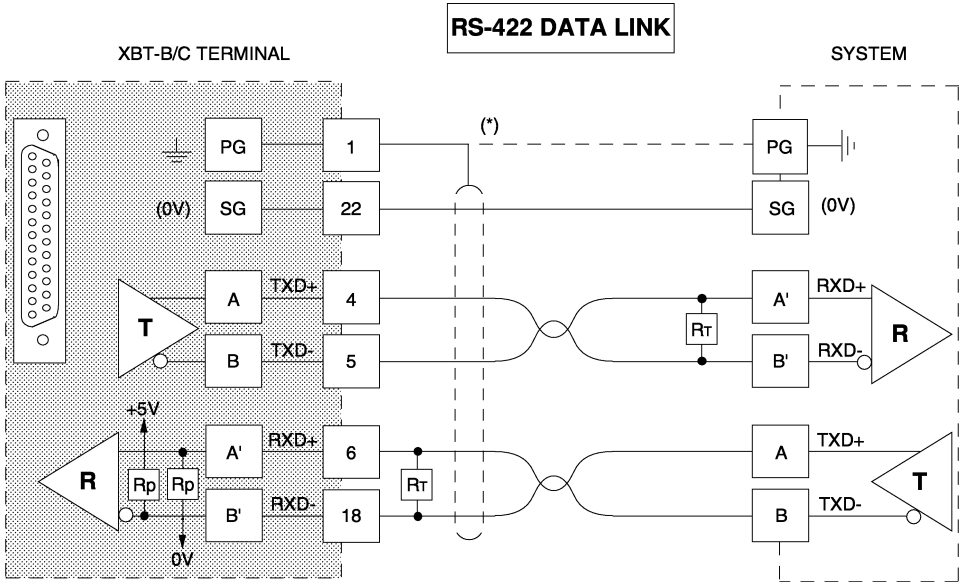 RS-422 DATA LINK
XBT-B/C TERMINAL
SYSTEM
PG
1
(*)
PG
(0V)
SG
22
SG
(0V)
A
TXD+
4
A'
RXD+
T
RT
R
B
TXD-
5
B'
RXD-
+5V
A'
RXD+
6
A
TXD+
R
Rp
Rp
RT
T
B'
RXD-
18
B
TXD-
0V